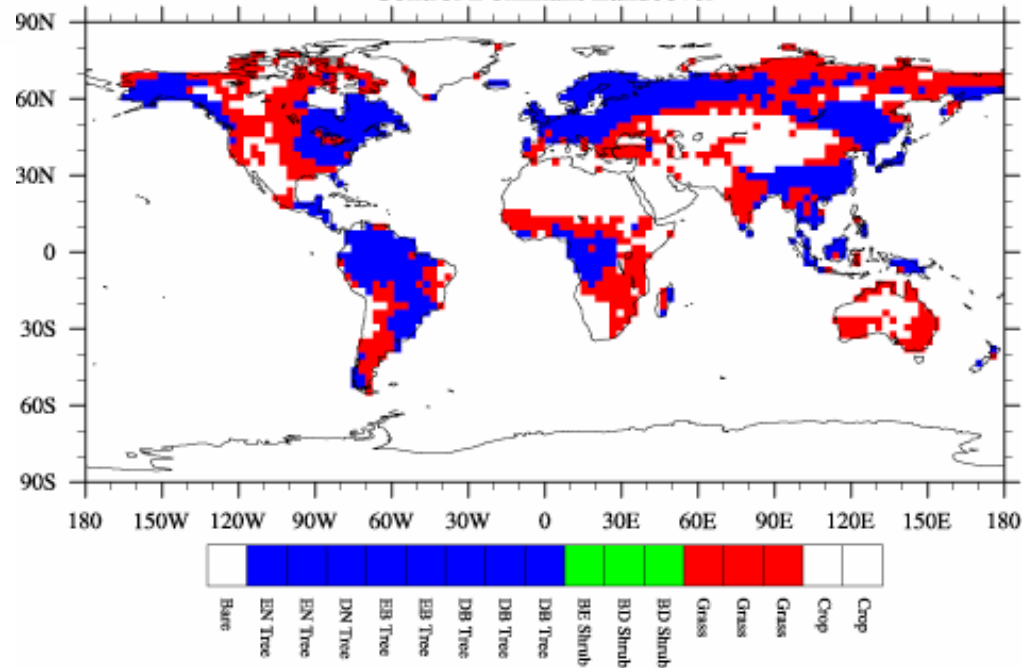 90N
60N
30N
0
30S
60S
90S
180 150W 120W 90W 60W 30W 0 30E 60E 90E 120E 150E 180
Bare
EN Tree
EN Tree
DN Tree
EB Tree
EB Tree
DB Tree
DB Tree
DB Tree
BE Shrub
BD Shrub
BD Shrub
Grass
Grass
Grass
Crop
Crop